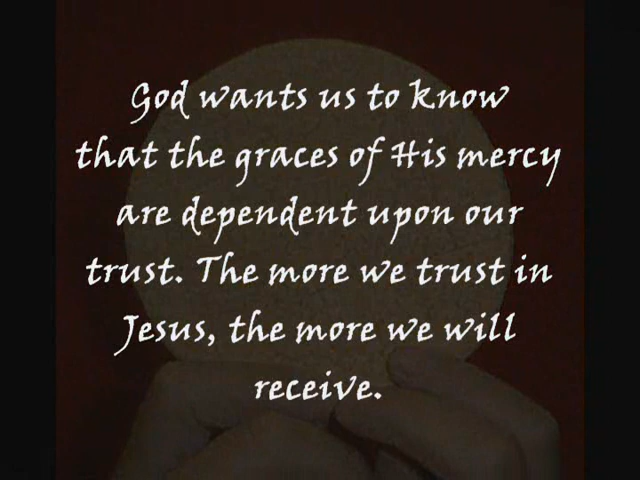 God wants us to know
that the graces of His mercy
are dependent upon our
trust. The more we trust in
Jesus, the more we will
receive.